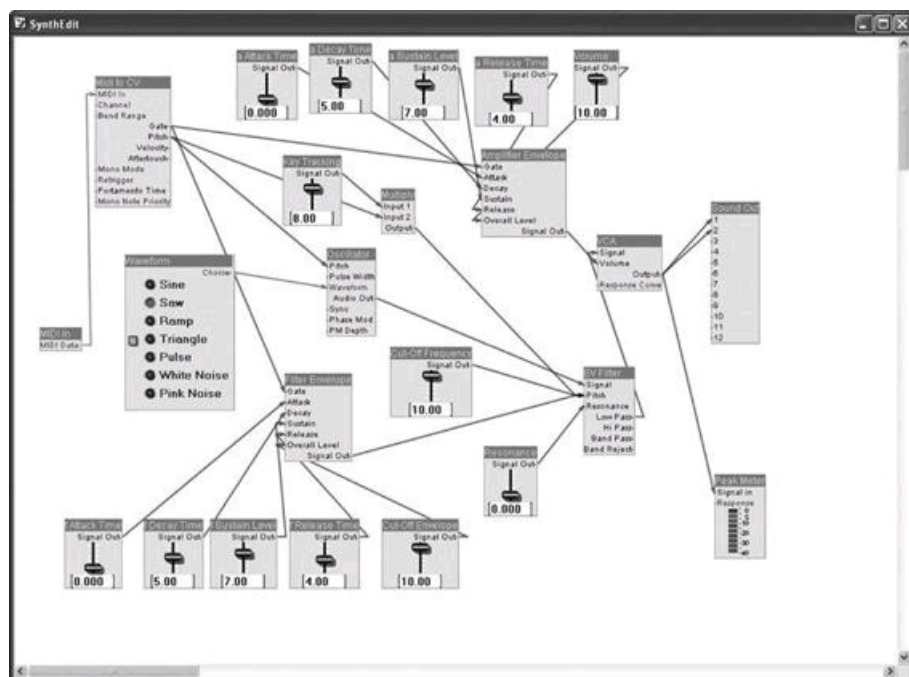 SynthEdit
a Attack Time
Signal Out
0.000
a Decay Time
Signal Out
5.00
a Sustain Level
Signal Out
7.00
a Release Time
Signal Out
4.00
Volume
Signal Out
10.00
Midi to CV
MIDI In
Channel
Bend Range
Gate
Pitch
Velocity
Aftertouch
Mono Mode
Retrigger
Portamento Time
Mono Note Priority
Key Tracking
Signal Out
8.00
Multiply
Input 1
Input 2
Output
Amplifier Envelope
Gate
Attack
Decay
Sustain
Release
Overall Level
Signal Out
Sound Out
1
2
3
4
5
6
7
8
9
10
11
12
VCA
Signal
Volume
Output
Response Curve
Waveform
Choose
Sine
Saw
Ramp
Triangle
Pulse
White Noise
Pink Noise
Oscillator
Pitch
Pulse Width
Waveform
Audio Out
Sync
Phase Mod
PM Depth
MIDI In
MIDI Data
Cut-Off Frequency
Signal Out
10.00
SV Filter
Signal
Pitch
Resonance
Low Pass
Hi Pass
Band Pass
Band Reject
Filter Envelope
Gate
Attack
Decay
Sustain
Release
Overall Level
Signal Out
Resonance
Signal Out
0.000
Peak Meter
Signal in
Response
0
5
10
20
30
40
Attack Time
Signal Out
0.000
Decay Time
Signal Out
5.00
Sustain Level
Signal Out
7.00
Release Time
Signal Out
4.00
Cut-Off Envelope
Signal Out
10.00